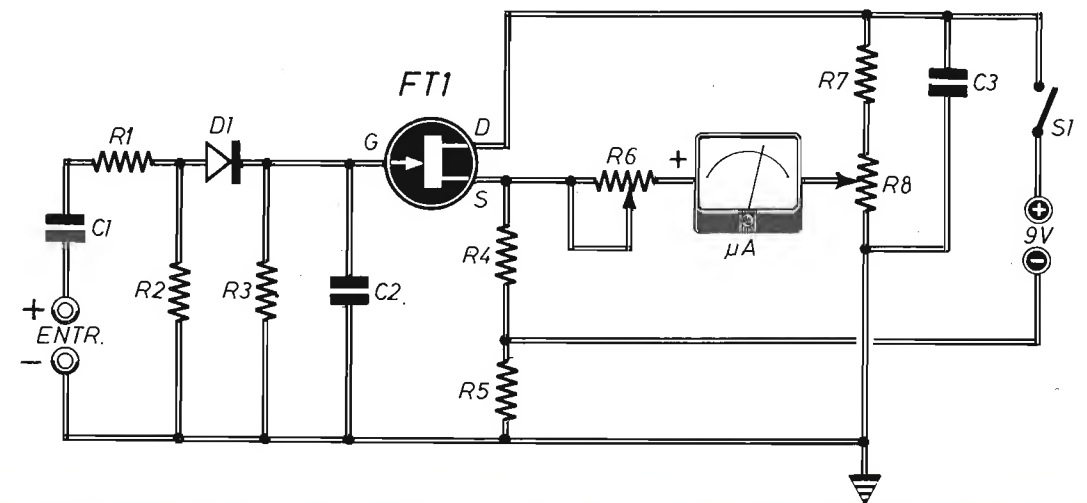 FT1
G
D
S
R1
D1
C1
R2
R3
C2
R4
R5
R6
+
µA
R7
R8
C3
S1
+
9V
-
+
ENTR.
-